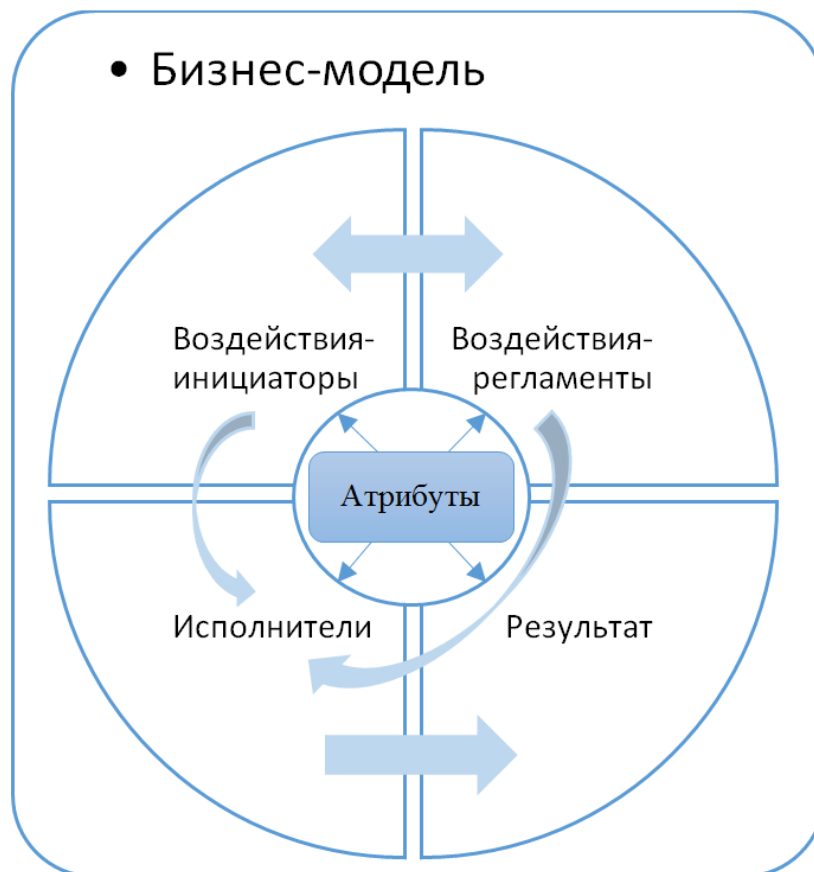 • Бизнес-модель
Воздействия-
инициаторы
Воздействия-
регламенты
Атрибуты
Исполнители
Результат